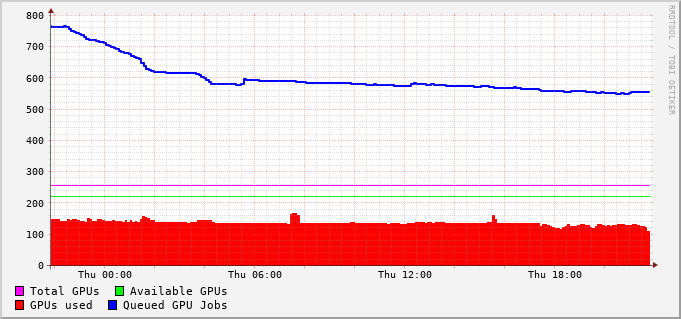 800
700
600
500
400
300
200
100
0
Thu 00:00 Thu 06:00 Thu 12:00 Thu 18:00
Total GPUs Available GPUs
GPUs used Queued GPU Jobs
RRDTOOL / TOBI OETIKER